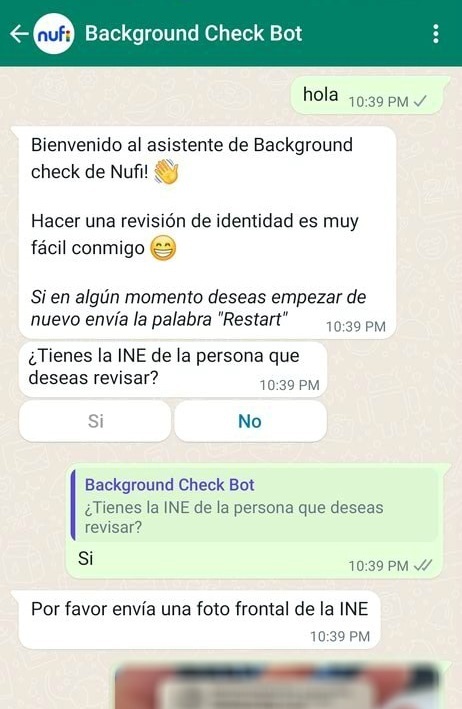 nufi
Background Check Bot
hola
10:39 PM
Bienvenido al asistente de Background
check de Nufi! 👋
Hacer una revisión de identidad es muy
fácil conmigo 😄
Si en algún momento deseas empezar de
nuevo envía la palabra "Restart"
10:39 PM
¿Tienes la INE de la persona que
deseas revisar?
10:39 PM
Si
No
Background Check Bot
¿Tienes la INE de la persona que deseas
revisar?
Si
10:39 PM
Por favor envía una foto frontal de la INE
10:39 PM